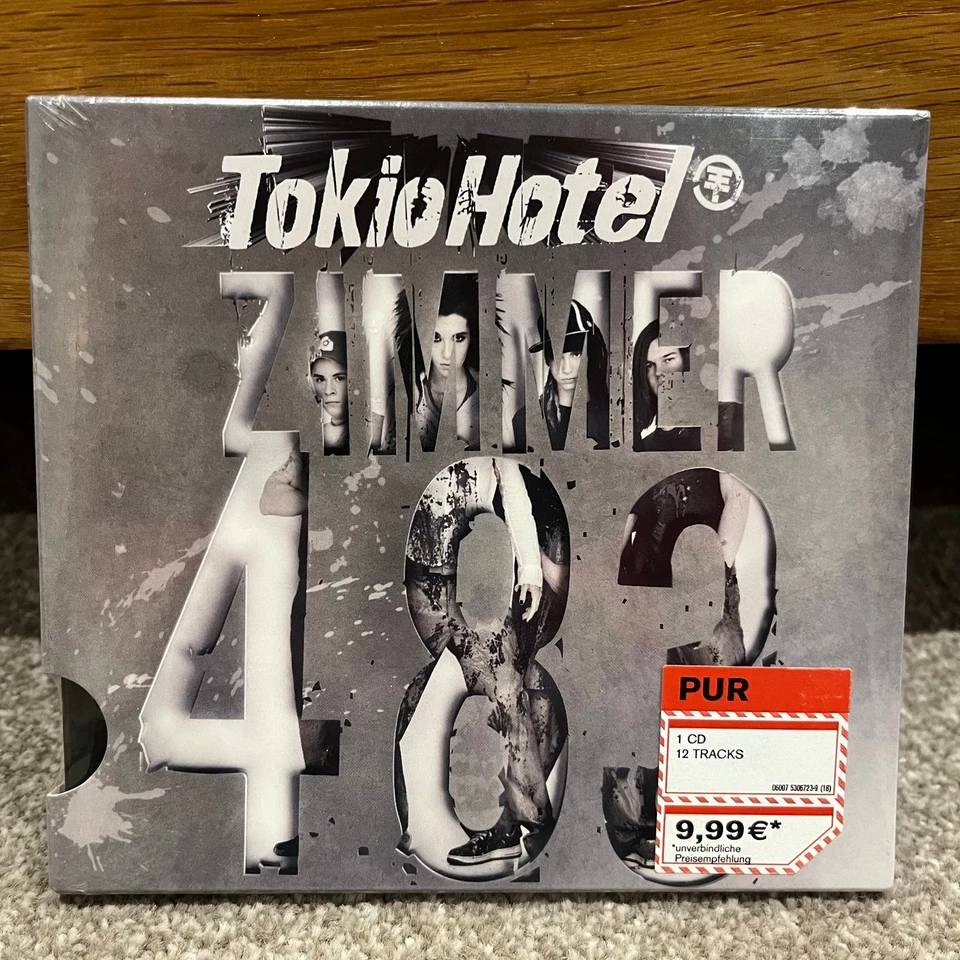 Tokio Hotel
ZIMMER
483
PUR
1 CD
12 TRACKS
06007 5306723-9 (18)
9,99€*
*unverbindliche
Preisempfehlung